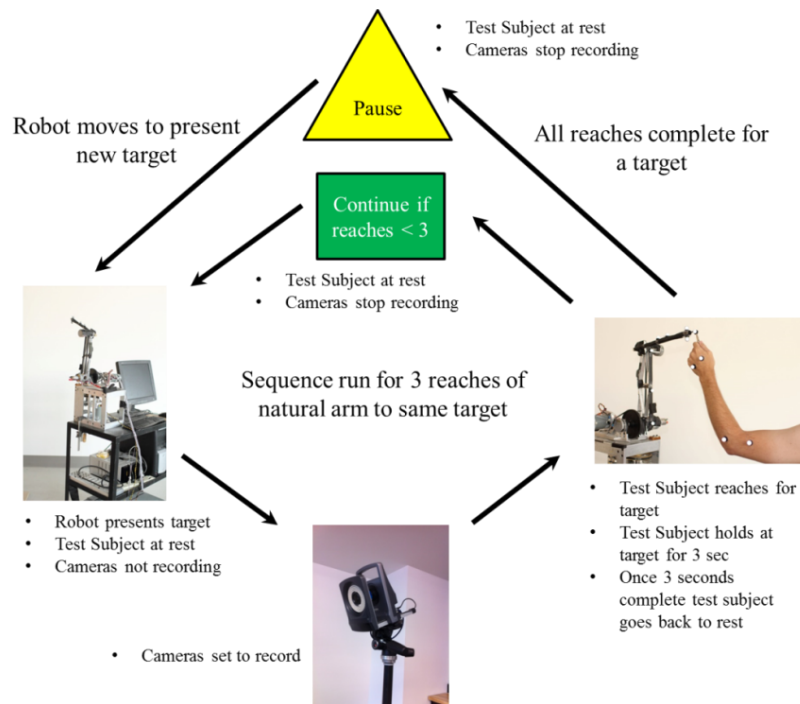 • Test Subject at rest
• Cameras stop recording
Pause
Robot moves to present
new target
All reaches complete for
a target
Continue if
reaches < 3
• Test Subject at rest
• Cameras stop recording
Sequence run for 3 reaches of
natural arm to same target
• Robot presents target
• Test Subject at rest
• Cameras not recording
• Test Subject reaches for
target
• Test Subject holds at
target for 3 sec
• Once 3 seconds
complete test subject
goes back to rest
• Cameras set to record